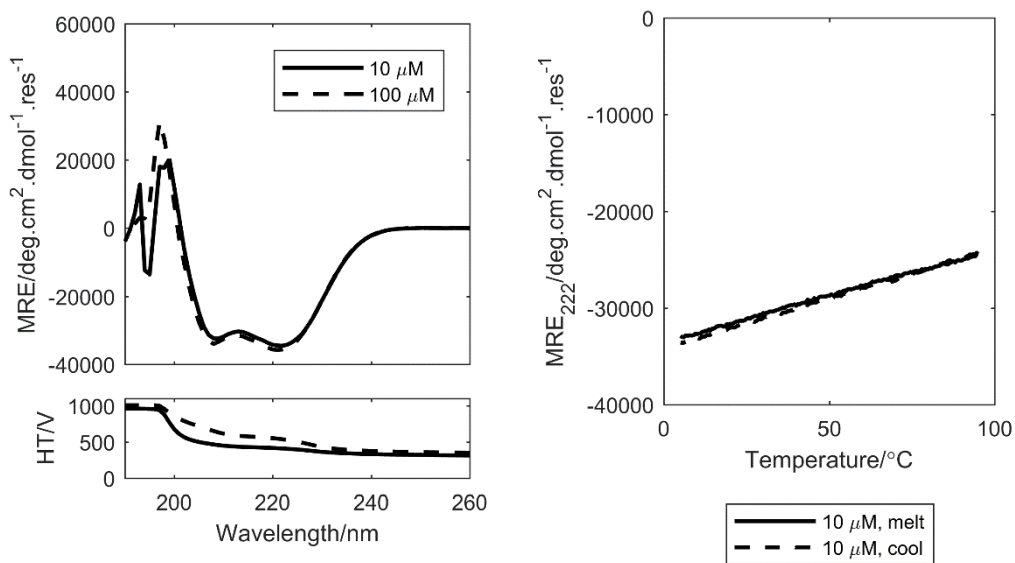 60000
40000
20000
0
-20000
-40000
MRE/deg.cm².dmol⁻¹.res⁻¹
10 μM
100 μM
1000
500
0
HT/V
200
220
240
260
Wavelength/nm
0
-10000
-20000
-30000
-40000
MRE₂₂₂/deg.cm².dmol⁻¹.res⁻¹
0
50
100
Temperature/°C
10 μM, melt
10 μM, cool